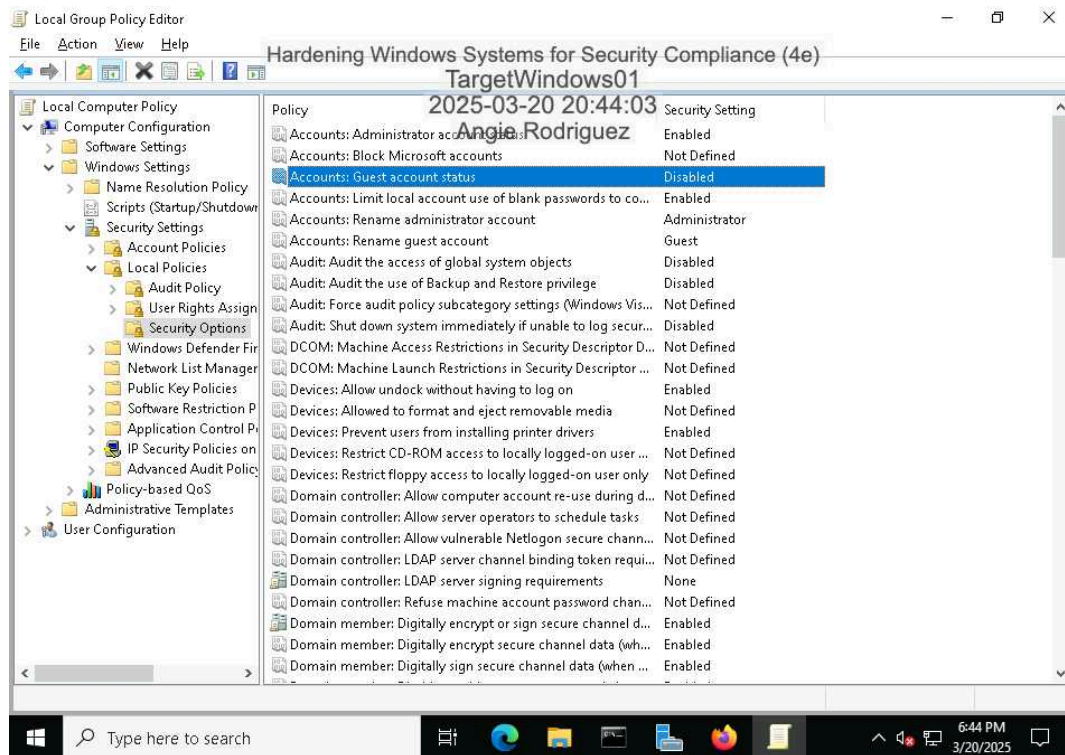 Local Group Policy Editor
File Action View Help
Hardening Windows Systems for Security Compliance (4e)
TargetWindows01
2025-03-20 20:44:03
Angie Rodriguez
Local Computer Policy
Computer Configuration
Software Settings
Windows Settings
Name Resolution Policy
Scripts (Startup/Shutdown
Security Settings
Account Policies
Local Policies
Audit Policy
User Rights Assign
Security Options
Windows Defender Fir
Network List Manager
Public Key Policies
Software Restriction P
Application Control P
IP Security Policies on
Advanced Audit Policy
Policy-based QoS
Administrative Templates
User Configuration
Policy Security Setting
Accounts: Administrator account status Enabled
Accounts: Block Microsoft accounts Not Defined
Accounts: Guest account status Disabled
Accounts: Limit local account use of blank passwords to co... Enabled
Accounts: Rename administrator account Administrator
Accounts: Rename guest account Guest
Audit: Audit the access of global system objects Disabled
Audit: Audit the use of Backup and Restore privilege Disabled
Audit: Force audit policy subcategory settings (Windows Vis... Not Defined
Audit: Shut down system immediately if unable to log secur... Disabled
DCOM: Machine Access Restrictions in Security Descriptor D... Not Defined
DCOM: Machine Launch Restrictions in Security Descriptor ... Not Defined
Devices: Allow undock without having to log on Enabled
Devices: Allowed to format and eject removable media Not Defined
Devices: Prevent users from installing printer drivers Enabled
Devices: Restrict CD-ROM access to locally logged-on user ... Not Defined
Devices: Restrict floppy access to locally logged-on user only Not Defined
Domain controller: Allow computer account re-use during d... Not Defined
Domain controller: Allow server operators to schedule tasks Not Defined
Domain controller: Allow vulnerable Netlogon secure chann... Not Defined
Domain controller: LDAP server channel binding token requi... Not Defined
Domain controller: LDAP server signing requirements None
Domain controller: Refuse machine account password chan... Not Defined
Domain member: Digitally encrypt or sign secure channel d... Enabled
Domain member: Digitally encrypt secure channel data (wh... Enabled
Domain member: Digitally sign secure channel data (when ... Enabled
Type here to search
6:44 PM
3/20/2025